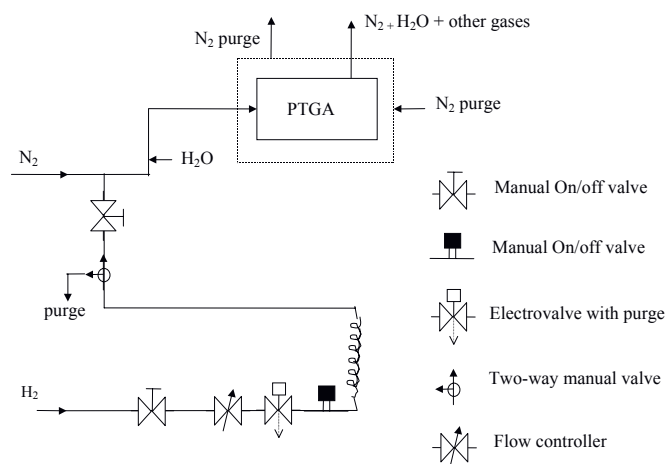 N₂ + H₂O + other gases
N₂ purge
PTGA
N₂ purge
N₂
H₂O
Manual On/off valve
Manual On/off valve
purge
Electrovalve with purge
Two-way manual valve
H₂
Flow controller